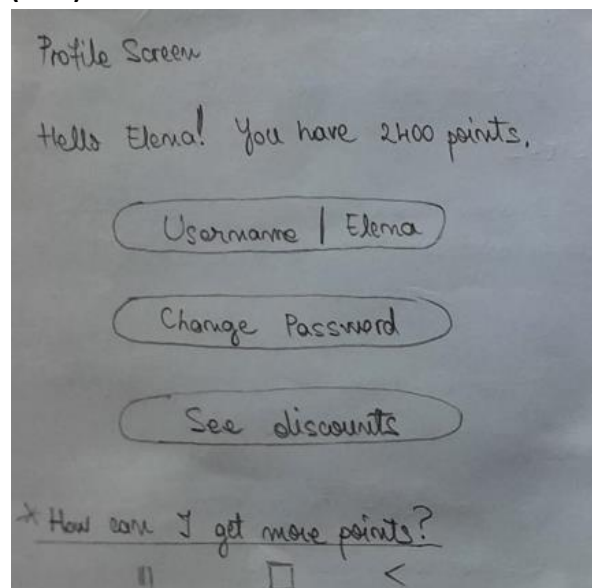 Profile Screen
Hello Elena! You have 2400 points.
Username | Elena
Change Password
See discounts
* How can I get more points?